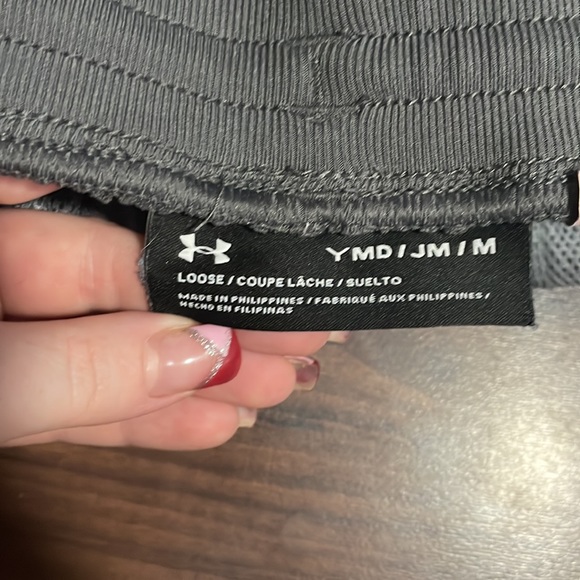 YMD / JM / M
LOOSE / COUPE LÂCHE / SUELTO
MADE IN PHILIPPINES / FABRIQUÉ AUX PHILIPPINES /
HECHO EN FILIPINAS